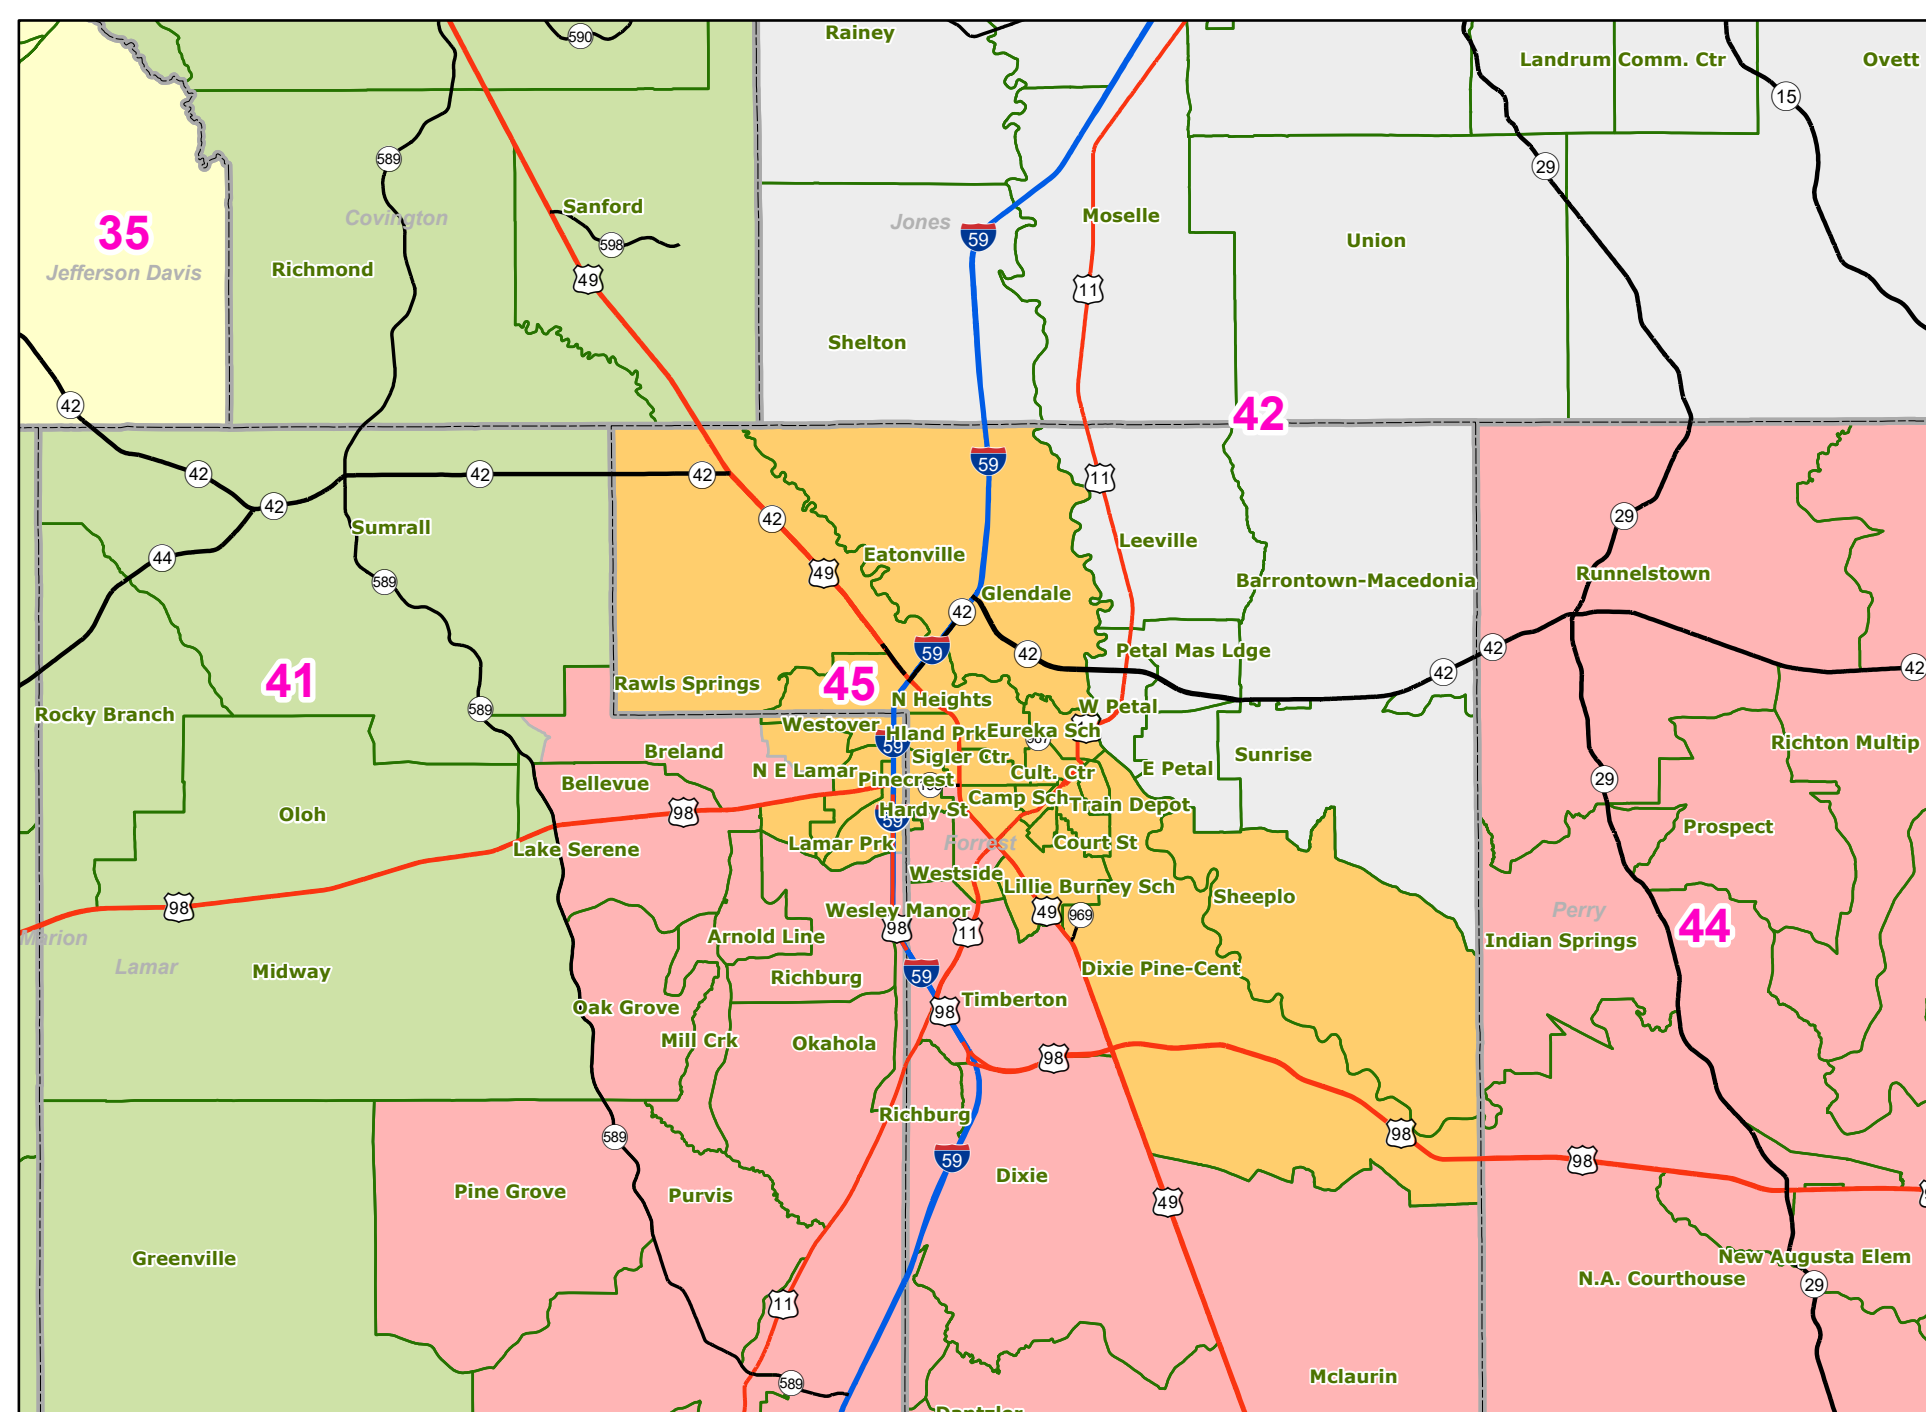 Rainey
590
Landrum Comm. Ctr
Ovett
15
589
29
Sanford
Covington
Moselle
Jones
35
59
Union
598
Jefferson Davis
Richmond
49
11
Shelton
42
42
59
42
42
42
11
42
29
42
Sumrall
Leeville
Eatonville
44
49
Runnelstown
589
Barrontown-Macedonia
Glendale
42
42
59
42
Petal Mas Ldge
42
42
41
45
Rawls Springs
N Heights
W Petal
589
Rocky Branch
Westover
Hland Prk
Eureka Sch
59
Breland
Sigler Ctr
Sunrise
Richton Multip
N E Lamar
Cult. Ctr
E Petal
Pinecrest
29
Bellevue
Camp Sch
Train Depot
98
Hardy St
59
Oloh
Prospect
Lamar Prk
Forrest
Court St
Lake Serene
Westside
Lillie Burney Sch
Sheeplo
98
Wesley Manor
49
969
Perry
44
98
11
Marion
Arnold Line
Indian Springs
Lamar
Midway
Richburg
59
Dixie Pine-Cent
Oak Grove
Timberton
98
Mill Crk
Okahola
98
Richburg
98
589
59
98
Dixie
Pine Grove
Purvis
49
Greenville
New Augusta Elem
N.A. Courthouse
29
11
Mclaurin
589
Dantzler